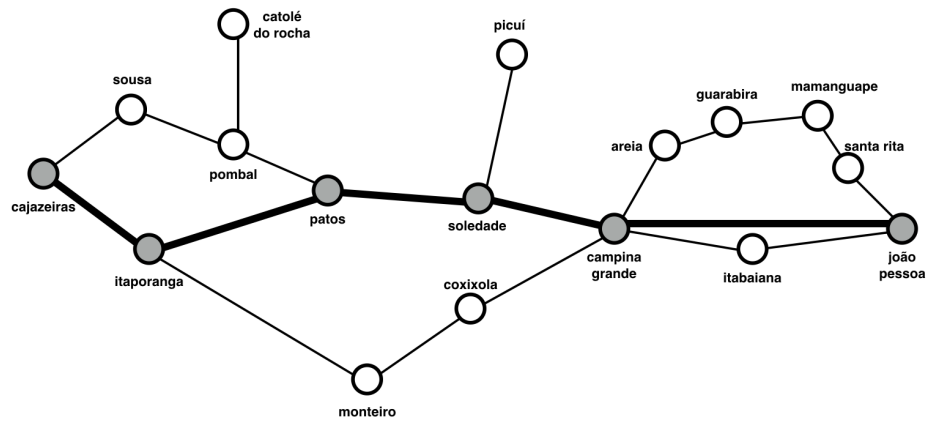 catolé
do rocha
picuí
sousa
mamanguape
guarabira
areia
santa rita
pombal
cajazeiras
patos
soledade
campina
grande
itabaiana
joão
pessoa
itaporanga
coxixola
monteiro